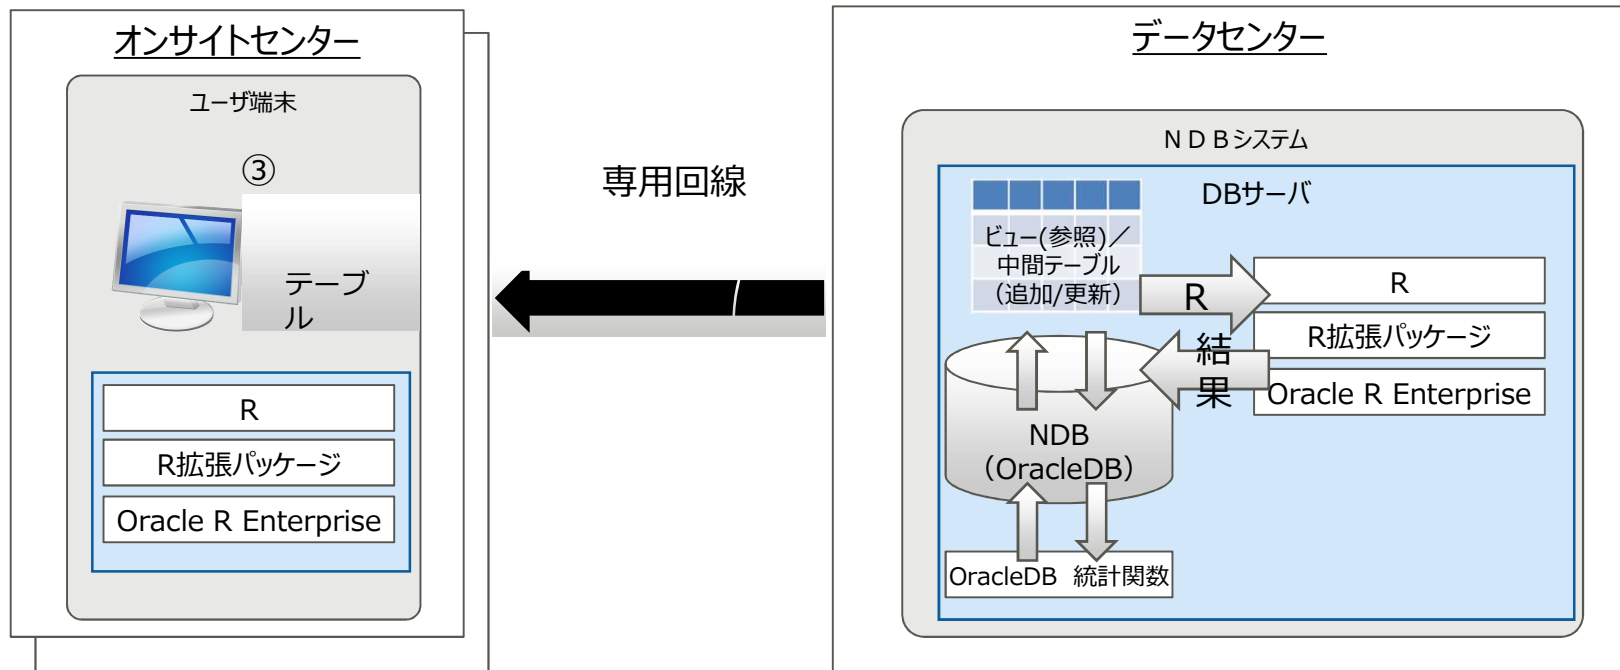 オンサイトセンター
ユーザ端末
③
テーブ
ル
R
R拡張パッケージ
Oracle R Enterprise
専用回線
データセンター
ＮＤＢシステム
DBサーバ
ビュー(参照)／
中間テーブル
（追加/更新）
R
結
果
R
R拡張パッケージ
Oracle R Enterprise
NDB
（OracleDB）
OracleDB 統計関数